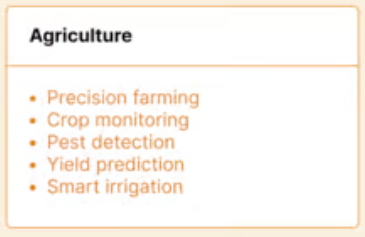 Agriculture
• Precision farming
• Crop monitoring
• Pest detection
• Yield prediction
• Smart irrigation